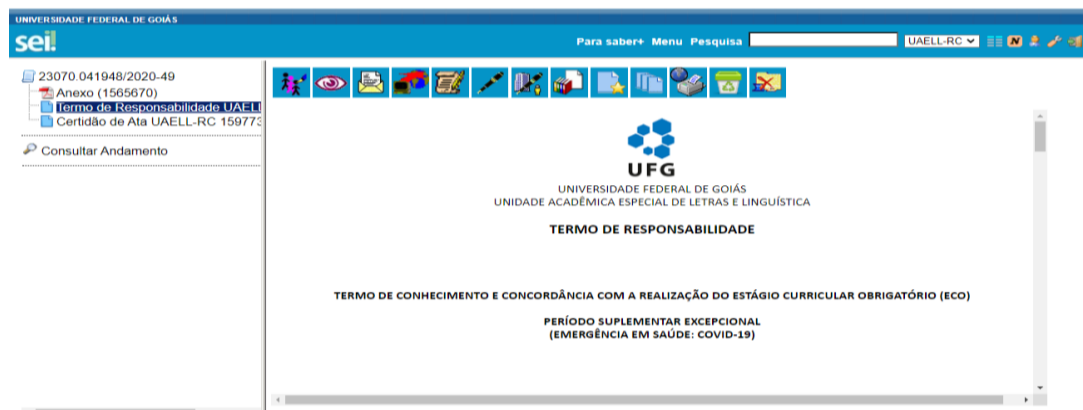 UNIVERSIDADE FEDERAL DE GOIÁS
sei!
Para saber+ Menu Pesquisa
UAELL-RC
N
23070.041948/2020-49
Anexo (1565670)
Termo de Responsabilidade UAELL
Certidão de Ata UAELL-RC 159773
Consultar Andamento
UFG
UNIVERSIDADE FEDERAL DE GOIÁS
UNIDADE ACADÊMICA ESPECIAL DE LETRAS E LINGUÍSTICA
TERMO DE RESPONSABILIDADE
TERMO DE CONHECIMENTO E CONCORDÂNCIA COM A REALIZAÇÃO DO ESTÁGIO CURRICULAR OBRIGATÓRIO (ECO)
PERÍODO SUPLEMENTAR EXCEPCIONAL
(EMERGÊNCIA EM SAÚDE: COVID-19)